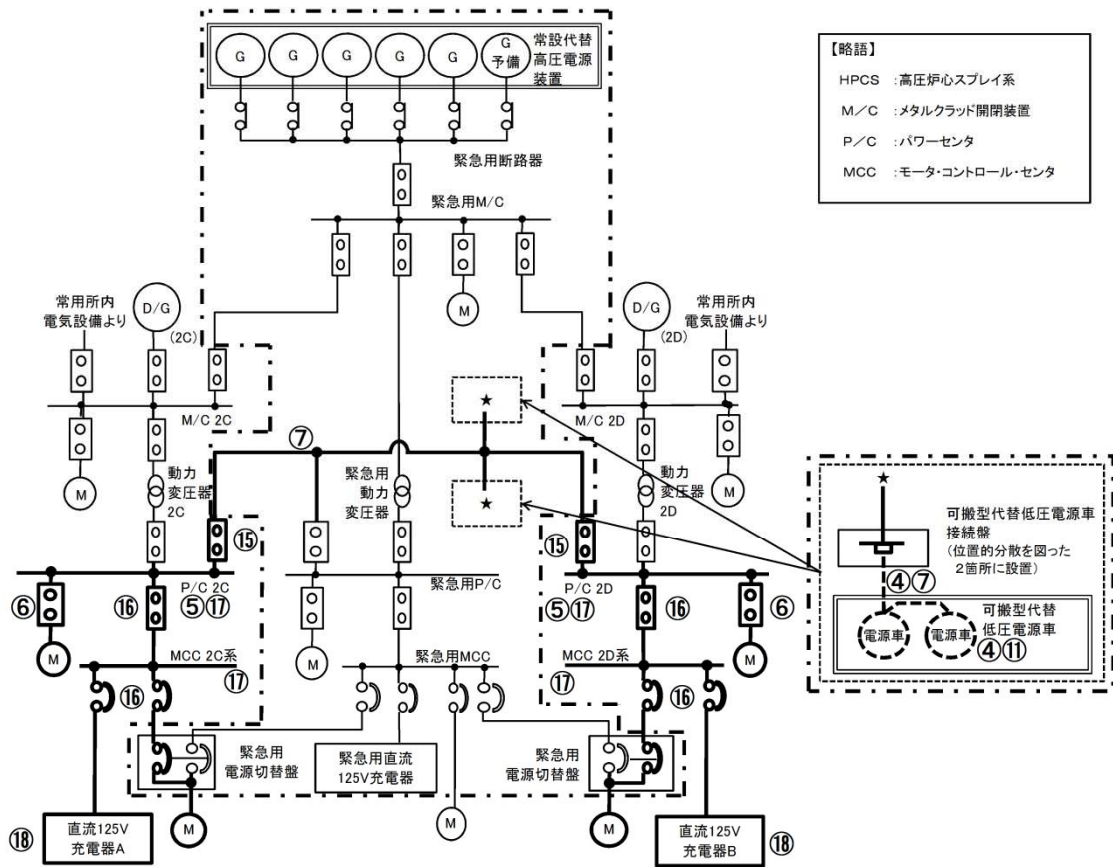 G
G
G
G
G
G
予備
常設代替
高圧電源
装置
【略語】
HPCS :高圧炉心スプレイ系
M/C :メタルクラッド開閉装置
P/C :パワーセンタ
MCC :モータ・コントロール・センタ
緊急用断路器
緊急用M/C
M
常用所内
電気設備より
D/G
(2C)
D/G
(2D)
常用所内
電気設備より
M/C 2C
M/C 2D
★
⑦
★
M
動力
変圧器
2C
緊急用
動力
変圧器
動力
変圧器
2D
M
⑮
⑮
★
可搬型代替低圧電源車
接続盤
(位置的分散を図った
2箇所に設置)
④⑦
可搬型代替
低圧電源車
電源車
電源車
④⑪
P/C 2C
⑤⑰
緊急用P/C
P/C 2D
⑤⑰
⑥
⑯
⑯
⑥
M
M
M
MCC 2C系
⑰
緊急用MCC
MCC 2D系
⑰
⑯
⑯
緊急用
電源切替盤
緊急用直流
125V充電器
緊急用
電源切替盤
M
M
M
⑱
直流125V
充電器A
直流125V
充電器B
⑱